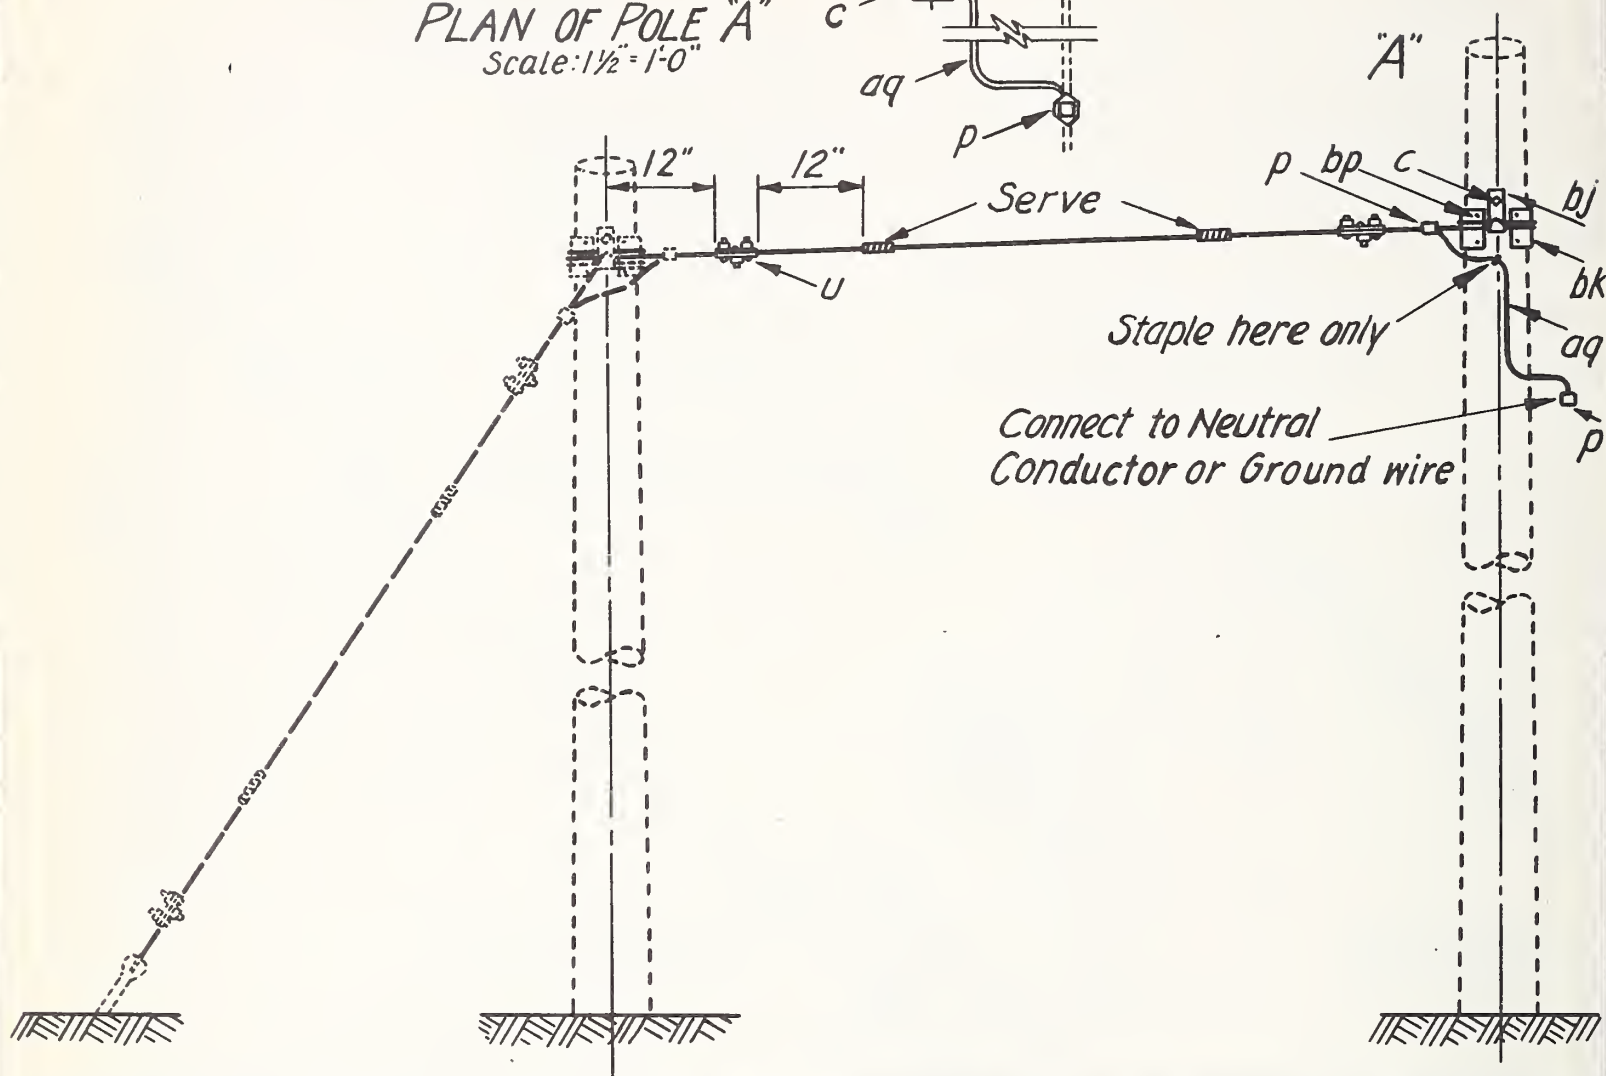 PLAN OF POLE "A"
Scale: 1½" = 1'-0"
c
aq
p
"A"
12"
12"
Serve
p
bp
c
bj
u
bk
Staple here only
aq
Connect to Neutral
Conductor or Ground wire
p